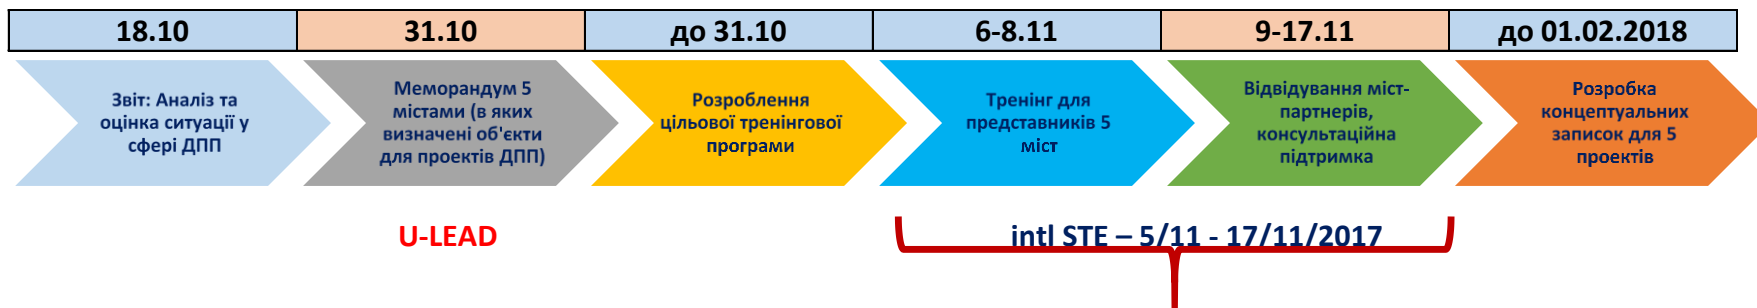 18.10 31.10 до 31.10 6-8.11 9-17.11 до 01.02.2018
Звіт: Аналіз та
оцінка ситуації у
сфері ДПП
Меморандум 5
містами (в яких
визначені об'єкти
для проектів ДПП)
Розроблення
цільової тренінгової
програми
Тренінг для
представників 5
міст
Відвідування міст-
партнерів,
консультаційна
підтримка
Розробка
концептуальних
записок для 5
проектів
U-LEAD
intl STE – 5/11 - 17/11/2017